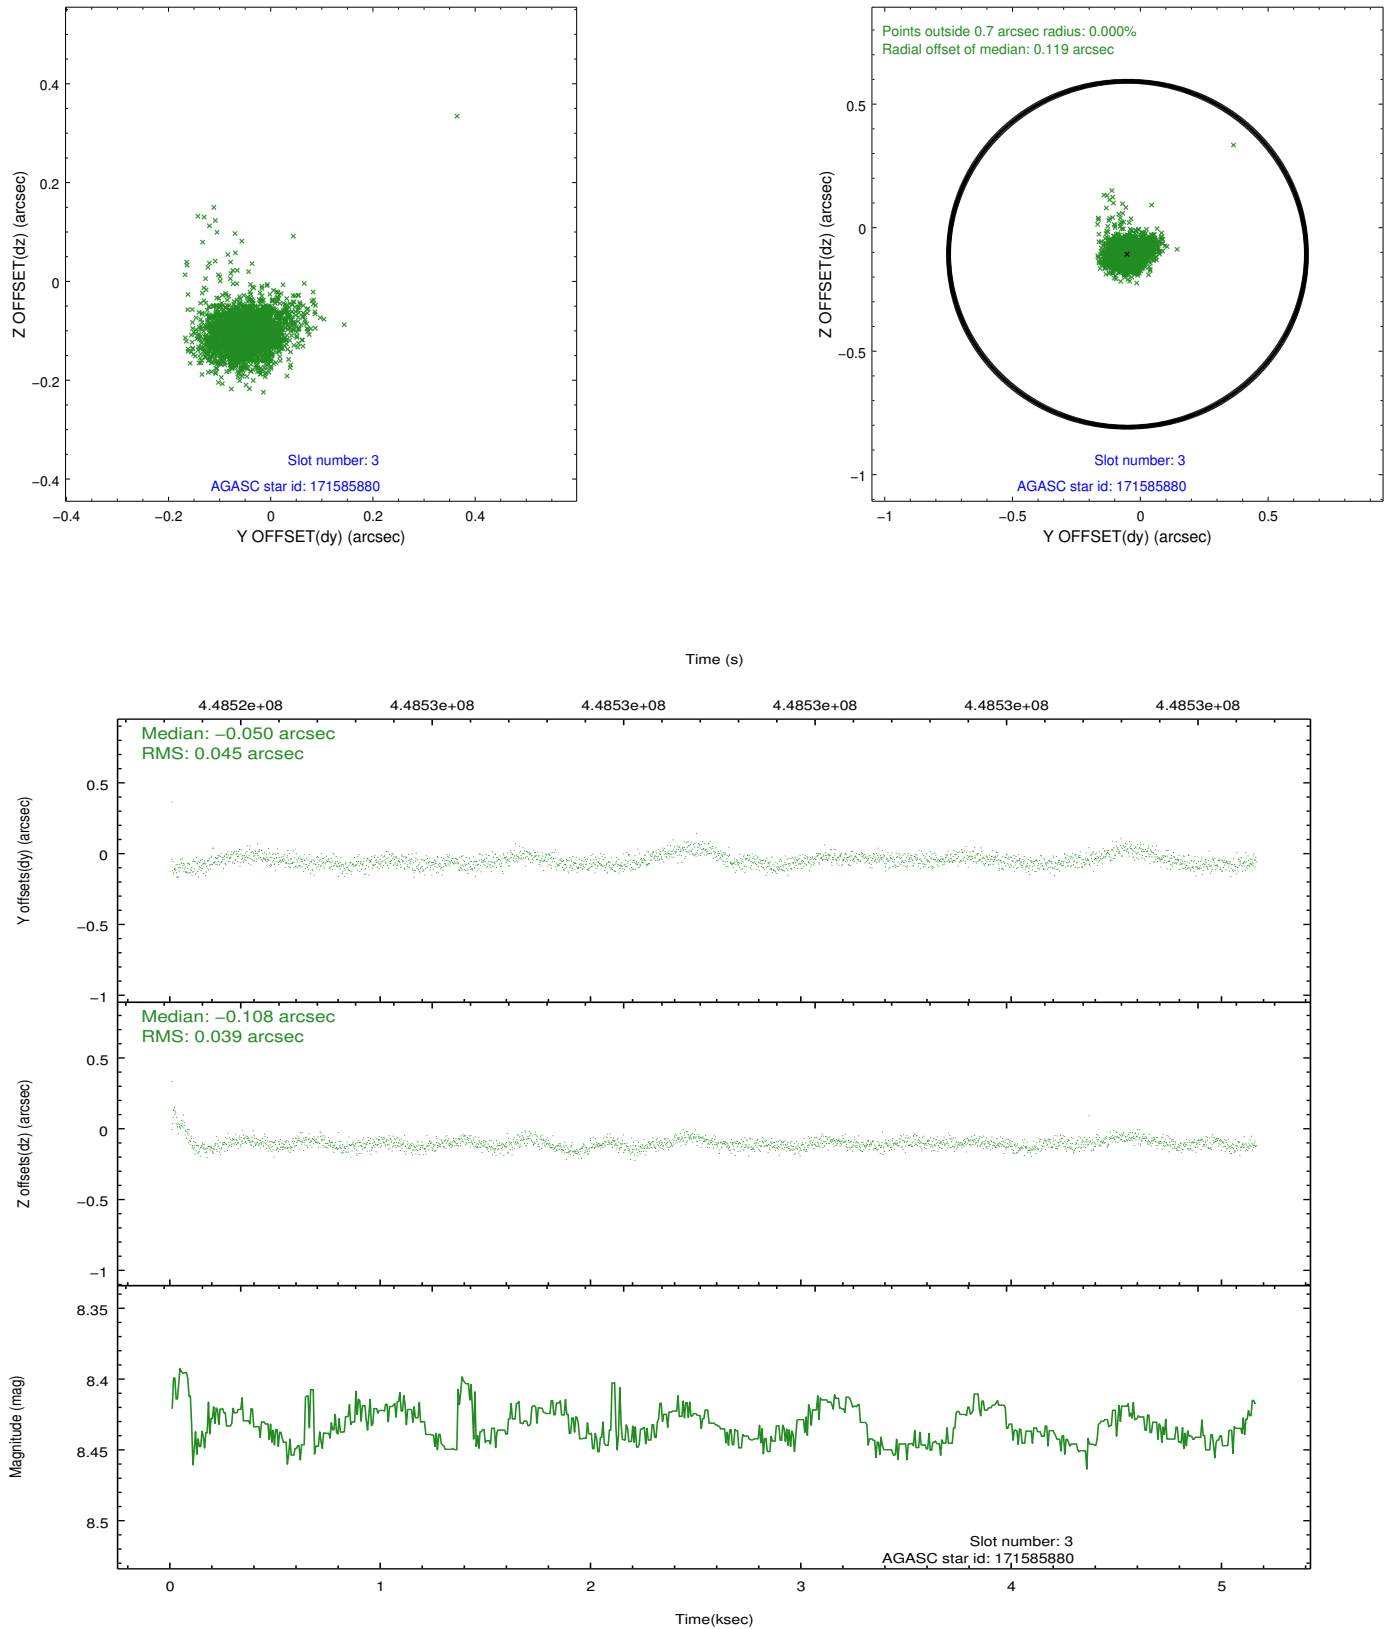 0.4
0.2
0
−0.2
−0.4
Z OFFSET(dz) (arcsec)
−0.4 −0.2 0 0.2 0.4
Y OFFSET(dy) (arcsec)
Slot number: 3
AGASC star id: 171585880
Points outside 0.7 arcsec radius: 0.000%
Radial offset of median: 0.119 arcsec
0.5
0
−0.5
−1
Z OFFSET(dz) (arcsec)
Slot number: 3
AGASC star id: 171585880
−1 −0.5 0 0.5
Y OFFSET(dy) (arcsec)
Time (s)
4.4852e+08 4.4853e+08 4.4853e+08 4.4853e+08 4.4853e+08 4.4853e+08
Median: −0.050 arcsec
RMS: 0.045 arcsec
0.5
0
−0.5
−1
Y offsets(dy) (arcsec)
Median: −0.108 arcsec
RMS: 0.039 arcsec
0.5
0
−0.5
−1
Z offsets(dz) (arcsec)
8.35
8.4
8.45
8.5
Magnitude (mag)
Slot number: 3
AGASC star id: 171585880
0 1 2 3 4 5
Time(ksec)